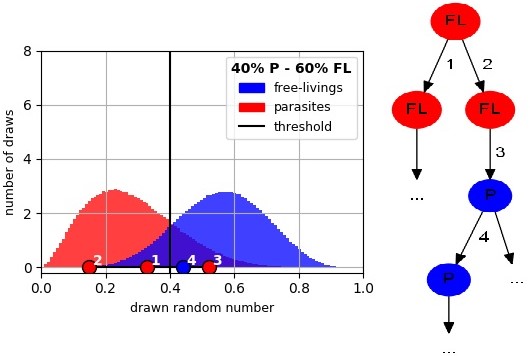 40% P - 60% FL
free-livings
parasites
threshold
number of draws
8
6
4
2
0
2 1 4 3
0.0 0.2 0.4 0.6 0.8 1.0
drawn random number
FL
1 2
FL FL
3
...
P
4
P ...
...